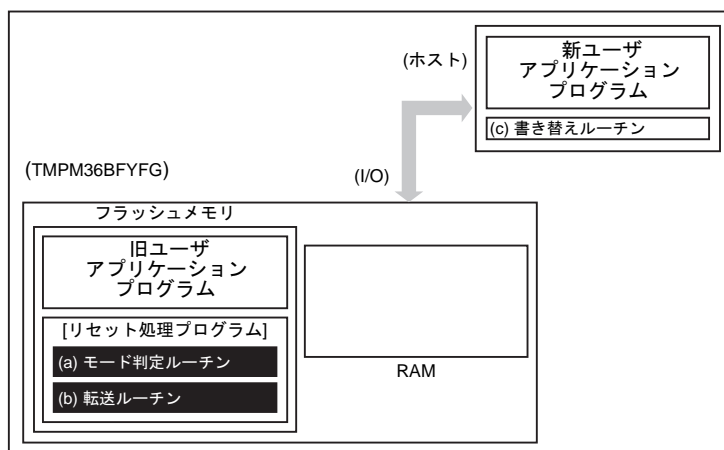 新ユーザ
アプリケーション
プログラム
(ホスト)
(c) 書き替えルーチン
(TMPM36BFYFG)
(I/O)
フラッシュメモリ
旧ユーザ
アプリケーション
プログラム
[リセット処理プログラム]
(a) モード判定ルーチン
(b) 転送ルーチン
RAM